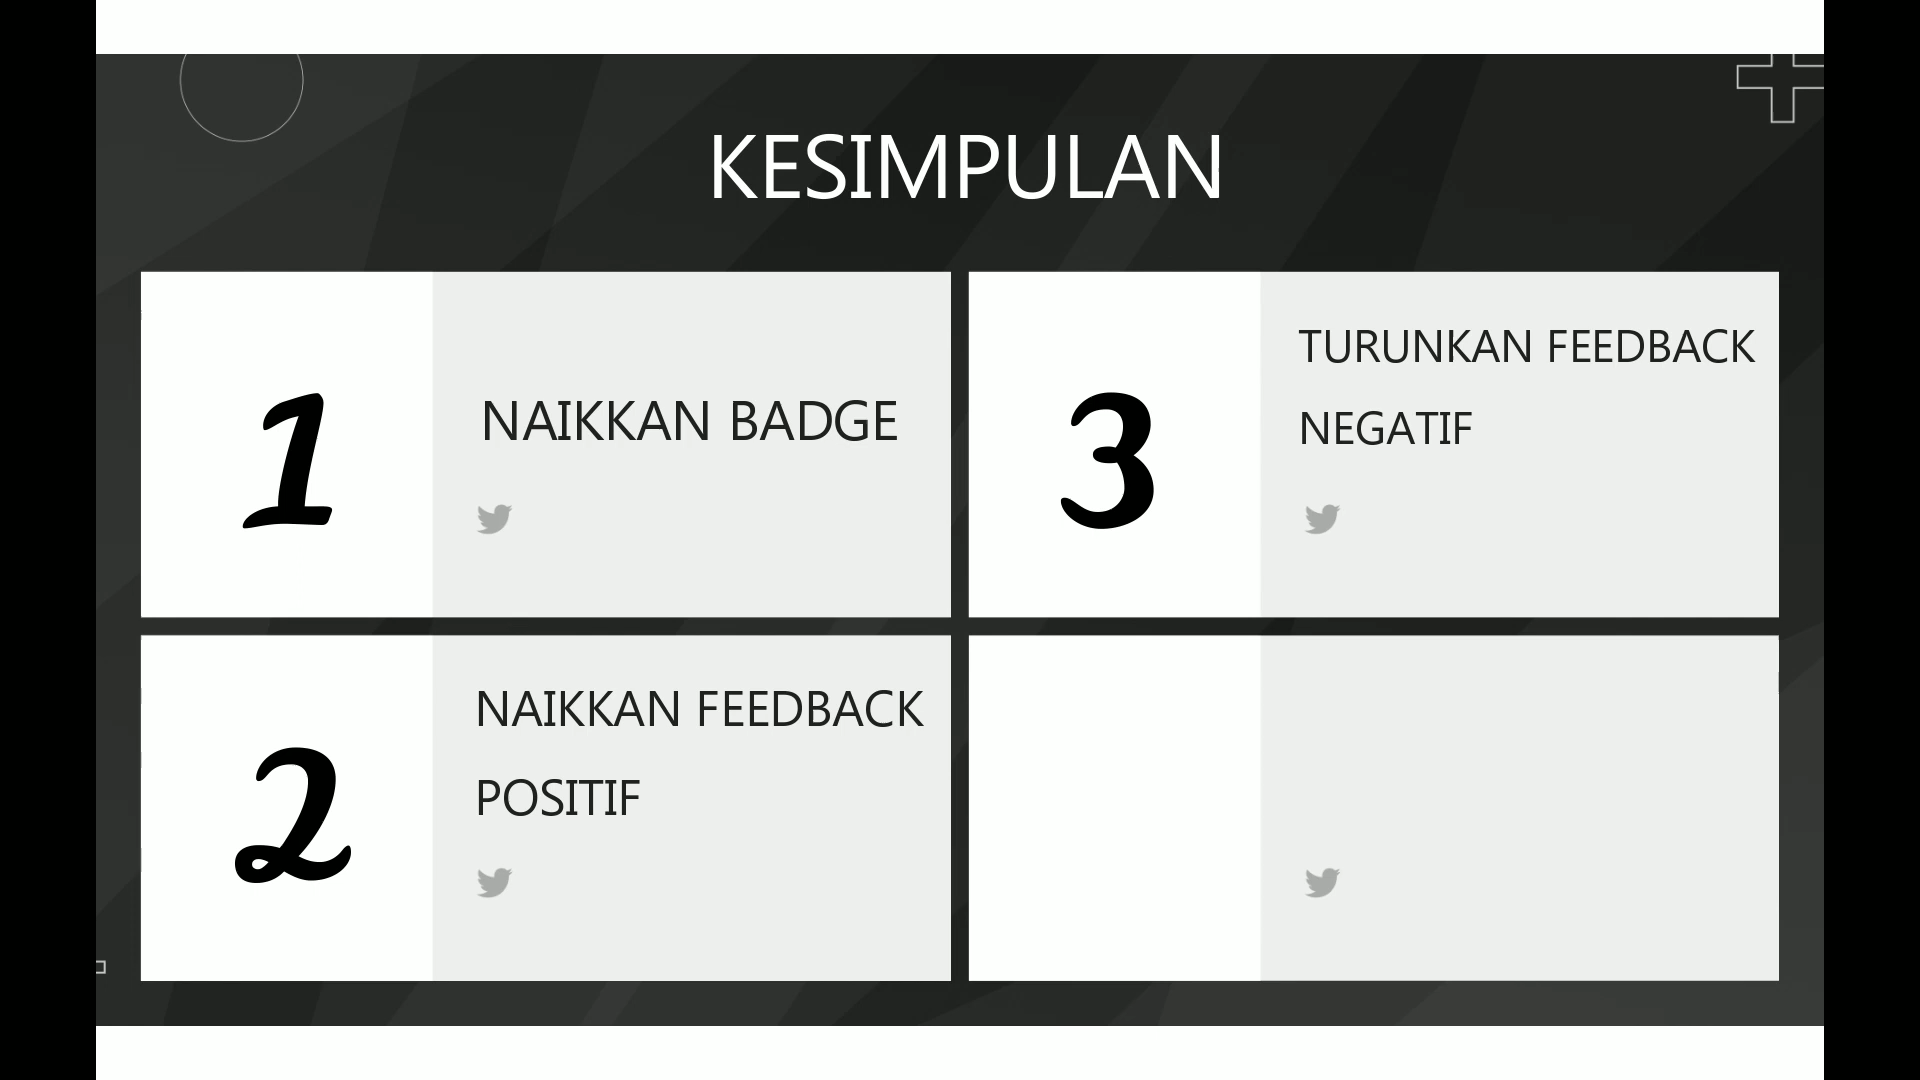 KESIMPULAN
1
NAIKKAN BADGE
2
NAIKKAN FEEDBACK
POSITIF
3
TURUNKAN FEEDBACK
NEGATIF